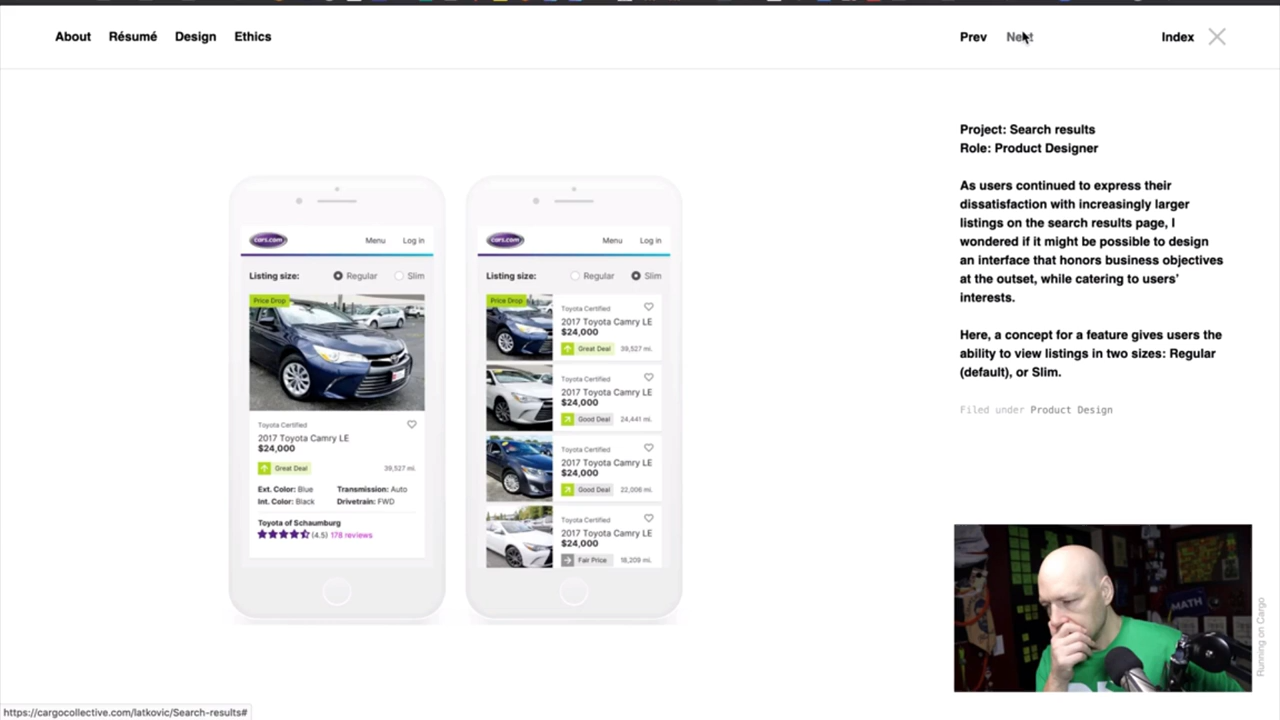 About Résumé Design Ethics
Prev Next Index
Project: Search results
Role: Product Designer
As users continued to express their
dissatisfaction with increasingly larger
listings on the search results page, I
wondered if it might be possible to design
an interface that honors business objectives
at the outset, while catering to users'
interests.
Here, a concept for a feature gives users the
ability to view listings in two sizes: Regular
(default), or Slim.
Filed under Product Design
cars.com Menu Log in
Listing size: Regular Slim
Price Drop
Toyota Certified
2017 Toyota Camry LE
$24,000
Great Deal 39,527 mi.
Ext. Color: Blue Transmission: Auto
Int. Color: Black Drivetrain: FWD
Toyota of Schaumburg
(4.5) 178 reviews
cars.com Menu Log in
Listing size: Regular Slim
Price Drop
Toyota Certified
2017 Toyota Camry LE
$24,000
Great Deal 39,527 mi.
Toyota Certified
2017 Toyota Camry LE
$24,000
Good Deal 24,441 mi.
Toyota Certified
2017 Toyota Camry LE
$24,000
Good Deal 22,006 mi.
Toyota Certified
2017 Toyota Camry LE
$24,000
Fair Price 18,209 mi.
MATH
Running on Cargo
https://cargocollective.com/latkovic/Search-results#